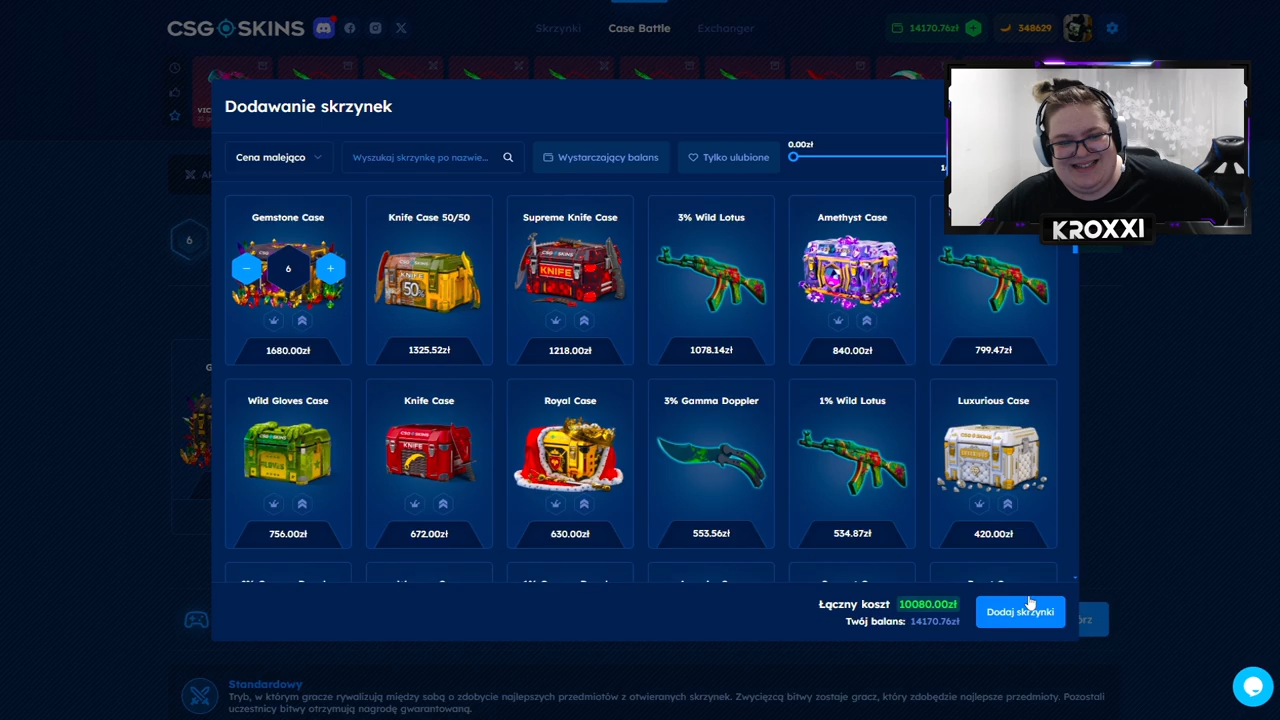 CSGO SKINS
Skrzynki
Case Battle
Exchanger
14170.76zł
348629
Dodawanie skrzynek
Cena malejąco
Wyszukaj skrzynkę po nazwie...
Wystarczający balans
Tylko ulubione
0.00zł
KROXXI
6
Gemstone Case
6
1680.00zł
Knife Case 50/50
KNIFE
50%
1325.52zł
Supreme Knife Case
KNIFE
1218.00zł
3% Wild Lotus
1078.14zł
Amethyst Case
840.00zł
799.47zł
Wild Gloves Case
756.00zł
Knife Case
KNIFE
672.00zł
Royal Case
630.00zł
3% Gamma Doppler
553.56zł
1% Wild Lotus
534.87zł
Luxurious Case
420.00zł
Łączny koszt 10080.00zł
Twój balans: 14170.76zł
Dodaj skrzynki
Standardowy
Tryb, w którym gracze rywalizują między sobą o zdobycie najlepszych przedmiotów z otwieranych skrzynek. Zwycięzcą bitwy zostaje gracz, który zdobędzie najlepsze przedmioty. Pozostali
uczestnicy bitwy otrzymują nagrodę gwarantowaną.